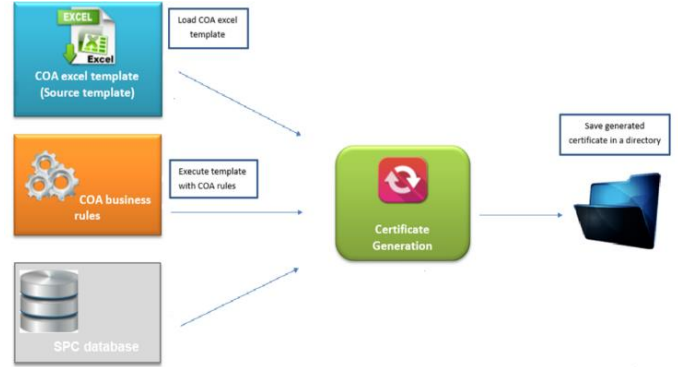 EXCEL
Excel
COA excel template
(Source template)
Load COA excel
template
COA business
rules
Execute template
with COA rules
SPC database
Certificate
Generation
Save generated
certificate in a directory